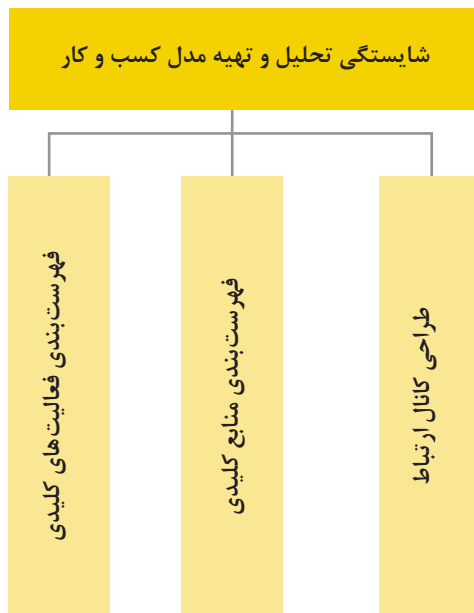 شایستگی تحلیل و تهیه مدل کسب و کار
طراحی کانال ارتباط
فهرست‌بندی منابع کلیدی
فهرست‌بندی فعالیت‌های کلیدی